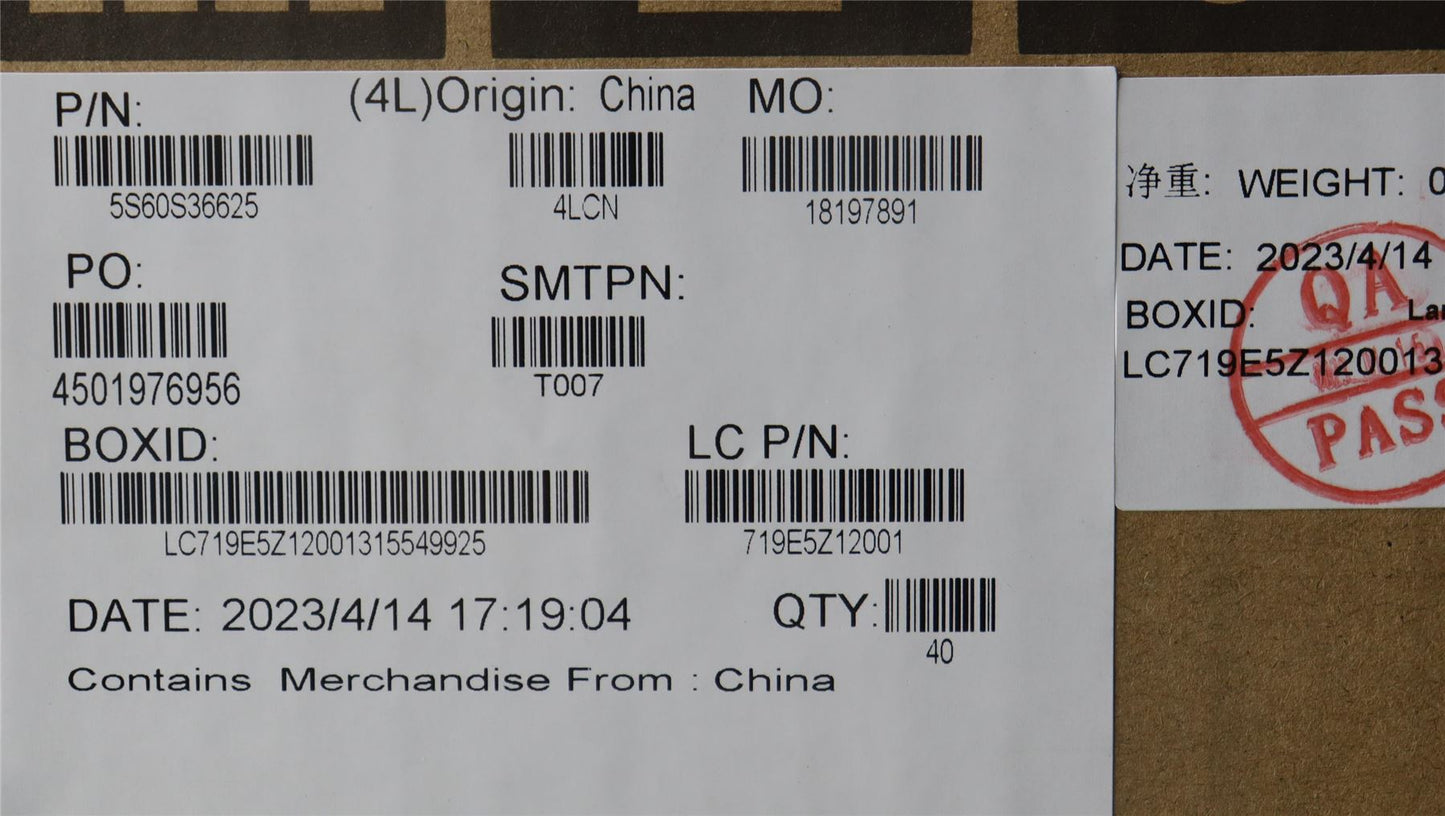 P/N:
(4L)Origin: China
MO:
5S60S36625
4LCN
18197891
PO:
SMTPN:
4501976956
T007
BOXID:
LC P/N:
LC719E5Z12001315549925
719E5Z12001
DATE: 2023/4/14 17:19:04
QTY:
40
Contains Merchandise From : China
净重: WEIGHT: 0
DATE: 2023/4/14
BOXID:
LC719E5Z120013
QA
PASS